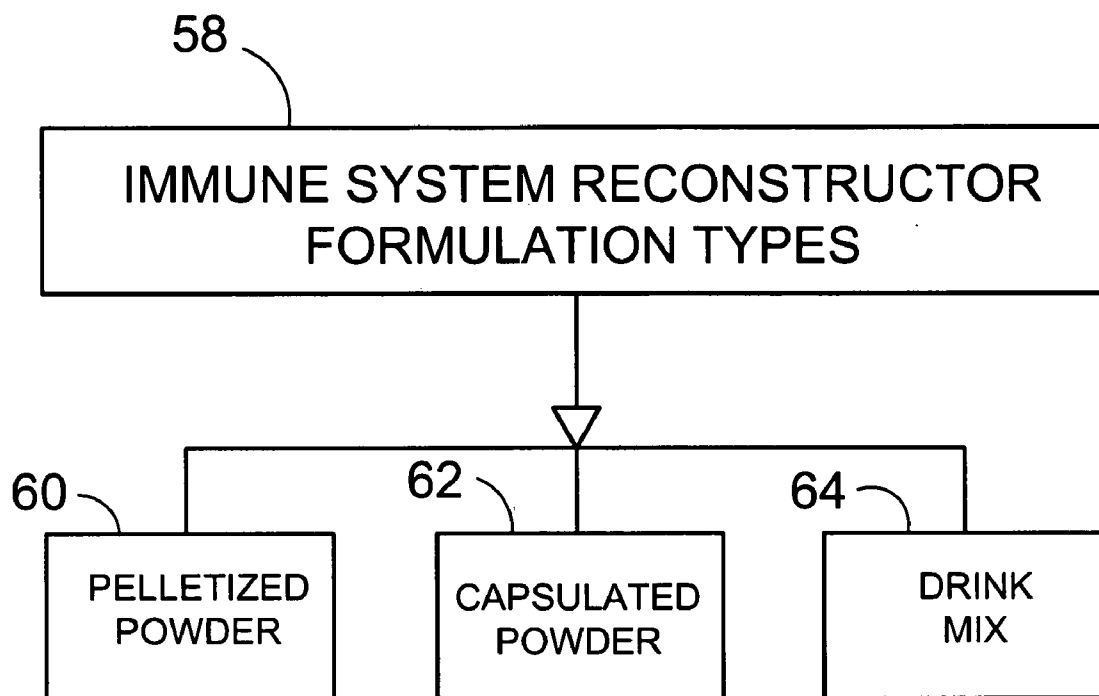 58
IMMUNE SYSTEM RECONSTRUCTOR
FORMULATION TYPES
60
62
64
PELLETIZED
POWDER
CAPSULATED
POWDER
DRINK
MIX